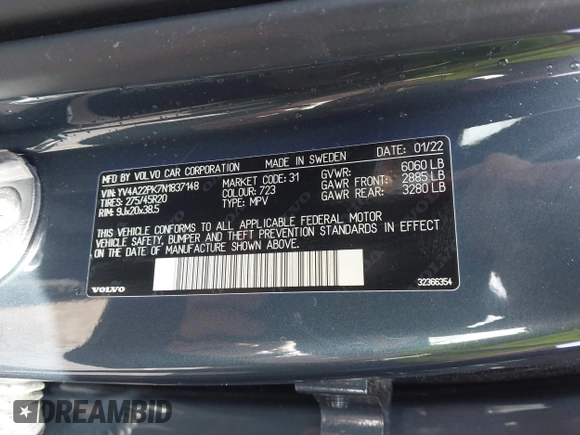 MFD BY VOLVO CAR CORPORATION MADE IN SWEDEN DATE: 01/22
VIN: YV4A22PK7N1837148 MARKET CODE: 31 GVWR: 6060 LB
TIRES: 275/45R20 COLOUR: 723 GAWR FRONT: 2885 LB
RIM: 9Jx20x38.5 TYPE: MPV GAWR REAR: 3280 LB
THIS VEHICLE CONFORMS TO ALL APPLICABLE FEDERAL MOTOR
VEHICLE SAFETY, BUMPER AND THEFT PREVENTION STANDARDS IN EFFECT
ON THE DATE OF MANUFACTURE SHOWN ABOVE.
VOLVO 32366354
DREAMBID